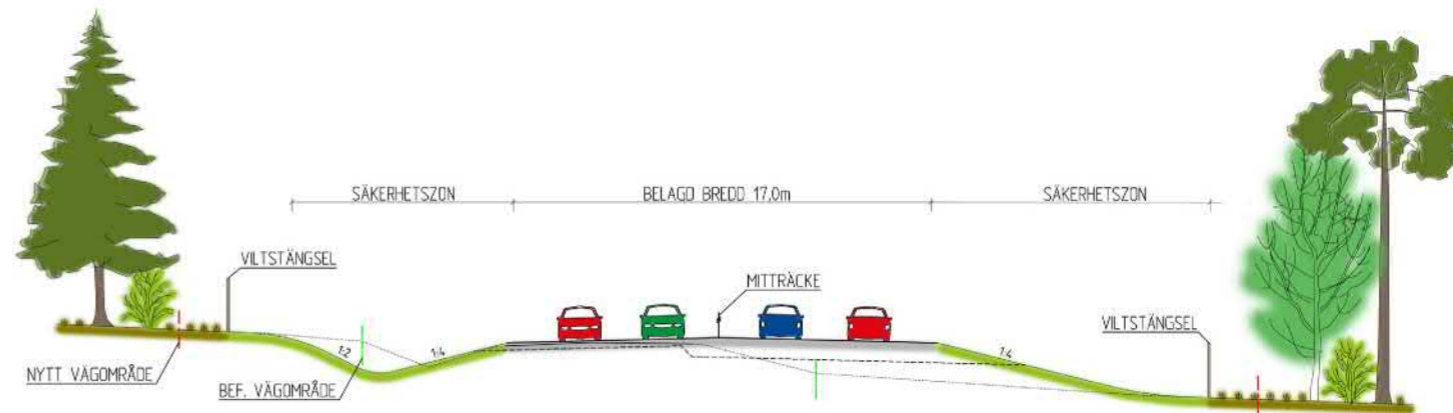 SÄKERHETSZON
BELAGD BREDD 17,0m
SÄKERHETSZON
VILTSTÄNGSEL
MITTRÄCKE
VILTSTÄNGSEL
1:2
1:4
1:4
NYTT VÄGOMRÅDE
BEF. VÄGOMRÅDE